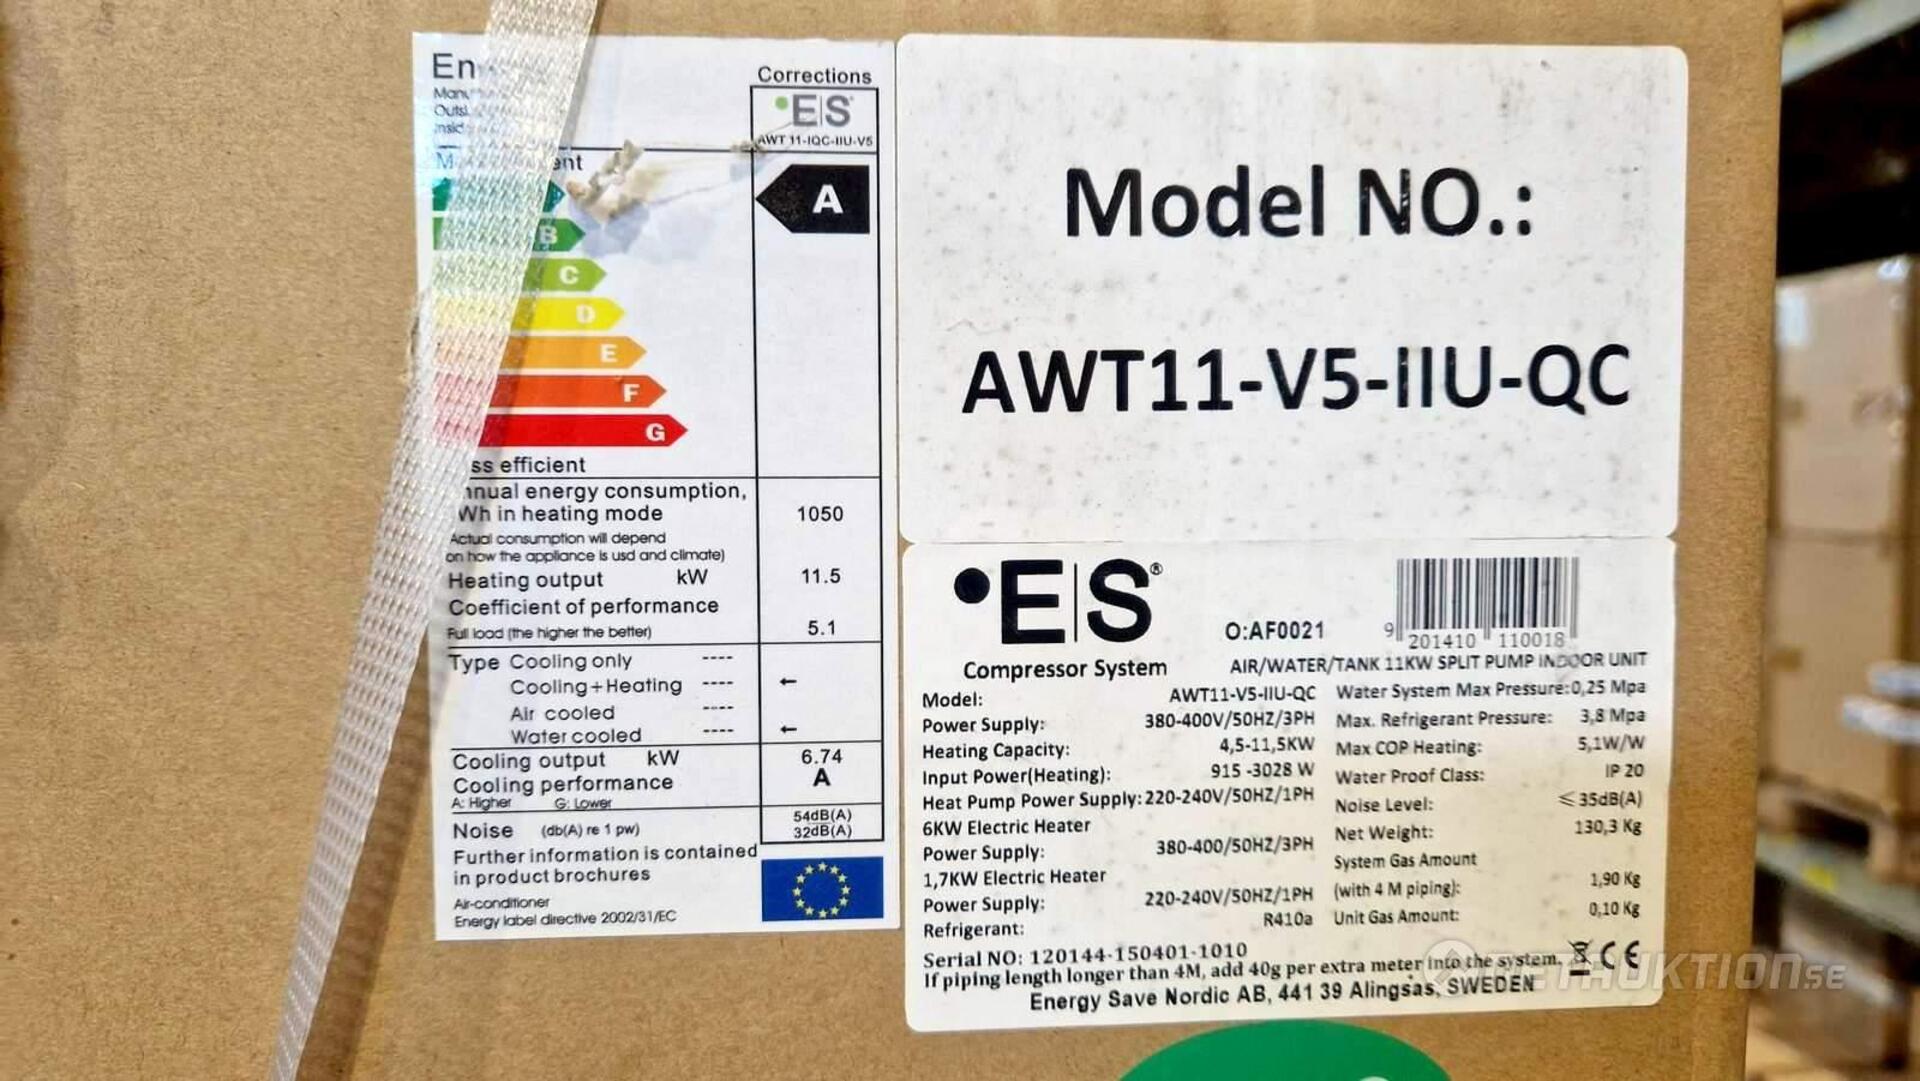 Corrections
ES
AWT 11-IQC-IIU-V5
A
B
C
D
E
F
G
efficient
energy consumption,
in heating mode 1050
Actual consumption will depend
on how the appliance is usd and climate)
Heating output kW 11.5
Coefficient of performance
Full load (the higher the better) 5.1
Type Cooling only ----
Cooling+Heating ---- ←
Air cooled ----
Water cooled ---- ←
Cooling output kW 6.74
Cooling performance A
A: Higher G: Lower
Noise (db(A) re 1 pw) 54dB(A)
32dB(A)
Further information is contained
in product brochures
Air-conditioner
Energy label directive 2002/31/EC
Model NO.:
AWT11-V5-IIU-QC
ES®
Compressor System
O:AF0021
9 201410 110018
AIR/WATER/TANK 11KW SPLIT PUMP INDOOR UNIT
Model: AWT11-V5-IIU-QC
Power Supply: 380-400V/50HZ/3PH
Heating Capacity: 4,5-11,5KW
Input Power(Heating): 915 -3028 W
Heat Pump Power Supply: 220-240V/50HZ/1PH
6KW Electric Heater
Power Supply: 380-400/50HZ/3PH
1,7KW Electric Heater
Power Supply: 220-240V/50HZ/1PH
Refrigerant: R410a
Water System Max Pressure: 0,25 Mpa
Max. Refrigerant Pressure: 3,8 Mpa
Max COP Heating: 5,1W/W
Water Proof Class: IP 20
Noise Level: ≤35dB(A)
Net Weight: 130,3 Kg
System Gas Amount
(with 4 M piping): 1,90 Kg
Unit Gas Amount: 0,10 Kg
Serial NO: 120144-150401-1010
If piping length longer than 4M, add 40g per extra meter into the system.
CE
Energy Save Nordic AB, 441 39 Alingsås, SWEDEN